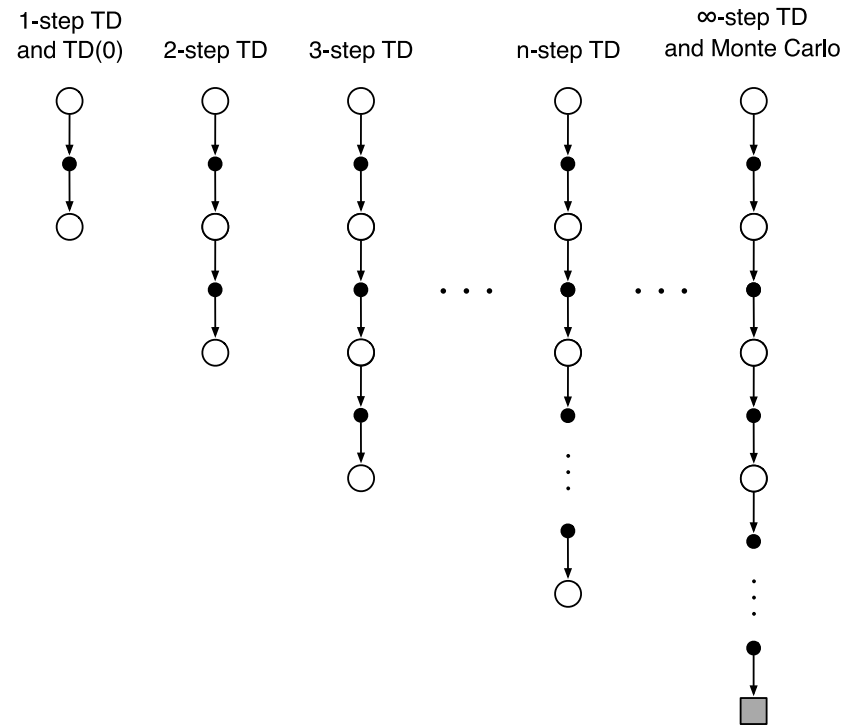 1-step TD
and TD(0)
2-step TD
3-step TD
n-step TD
∞-step TD
and Monte Carlo